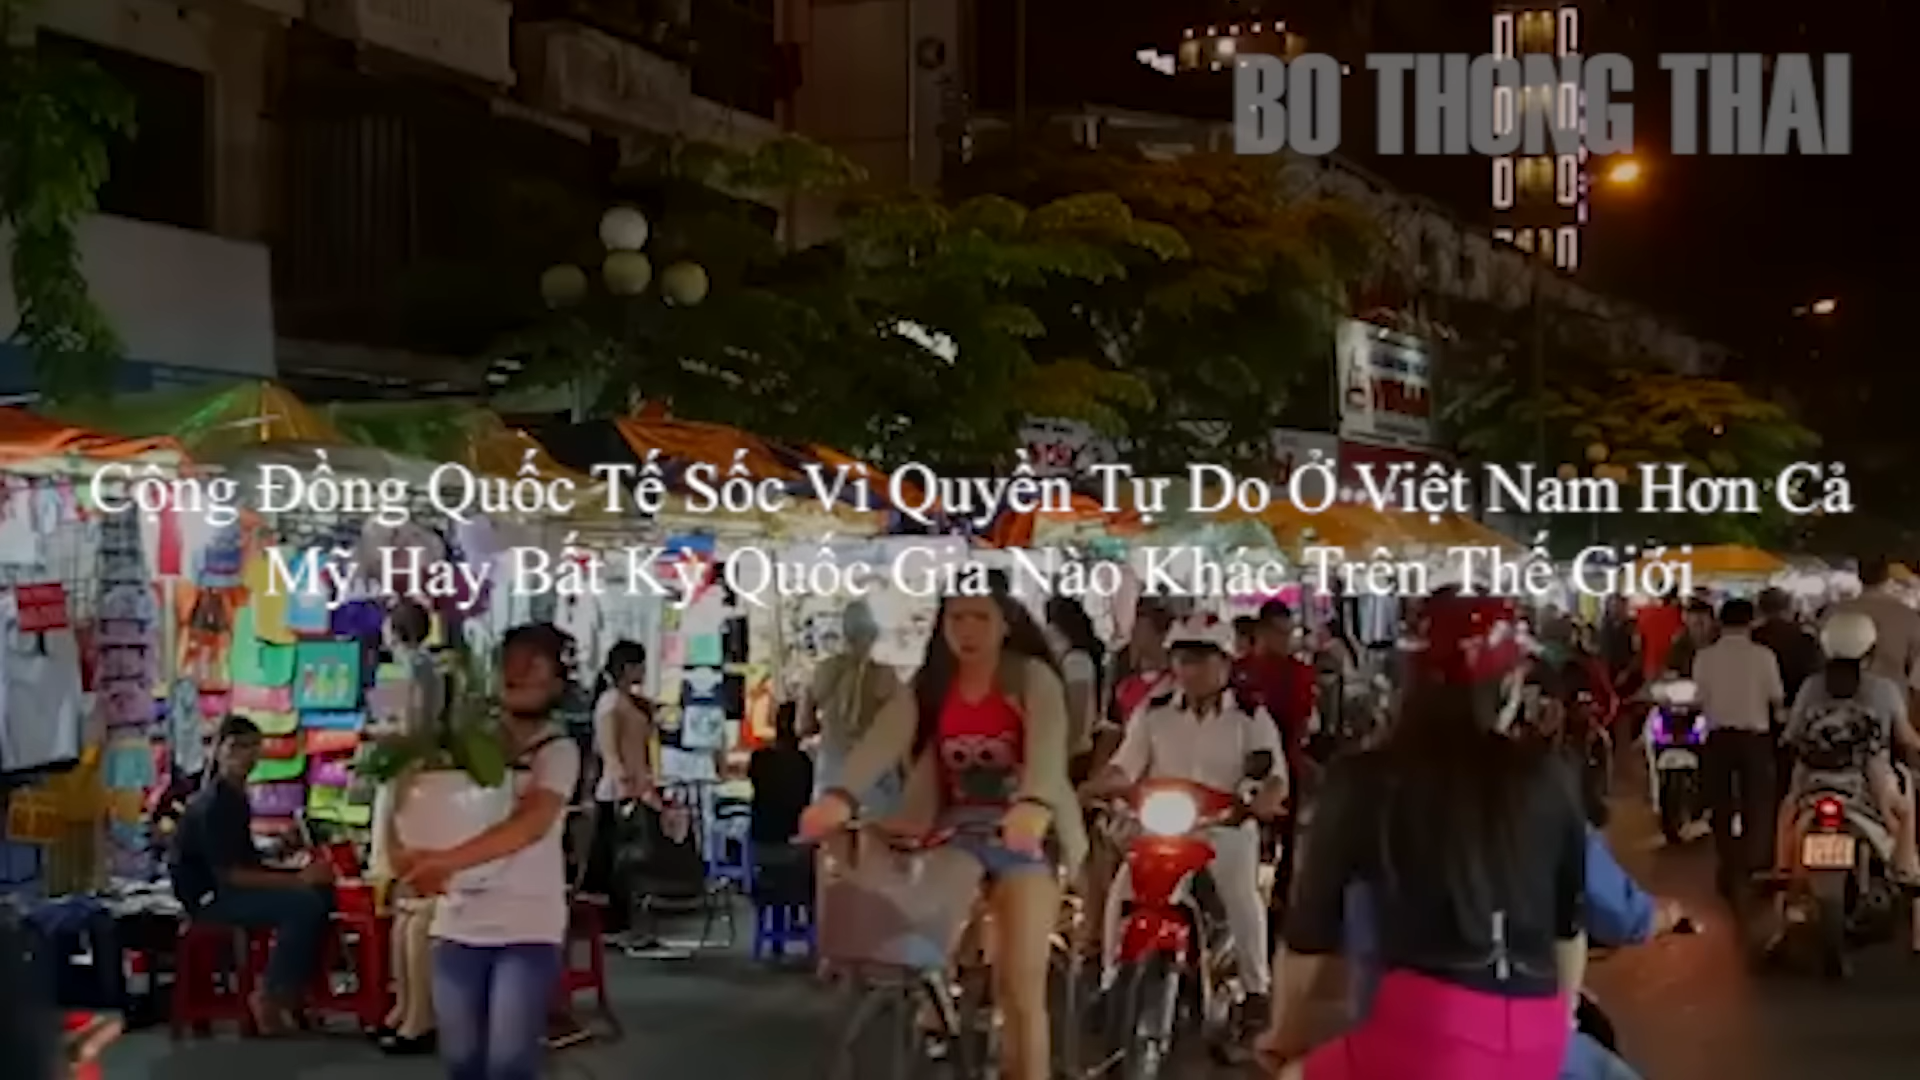 BO THONG THAI
Cộng Đồng Quốc Tế Sốc Vì Quyền Tự Do Ở Việt Nam Hơn Cả
Mỹ Hay Bất Kỳ Quốc Gia Nào Khác Trên Thế Giới